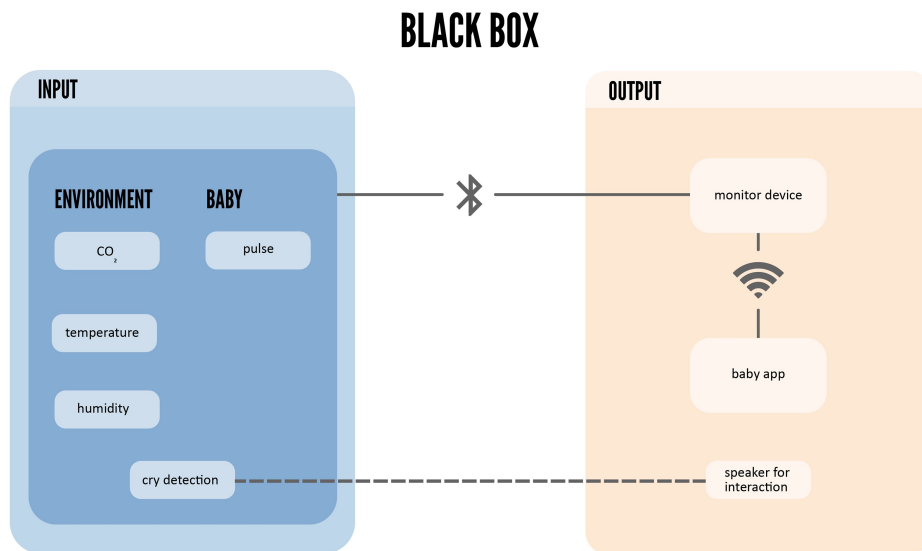 BLACK BOX
INPUT
OUTPUT
ENVIRONMENT
BABY
monitor device
CO₂
pulse
temperature
baby app
humidity
cry detection
speaker for
interaction